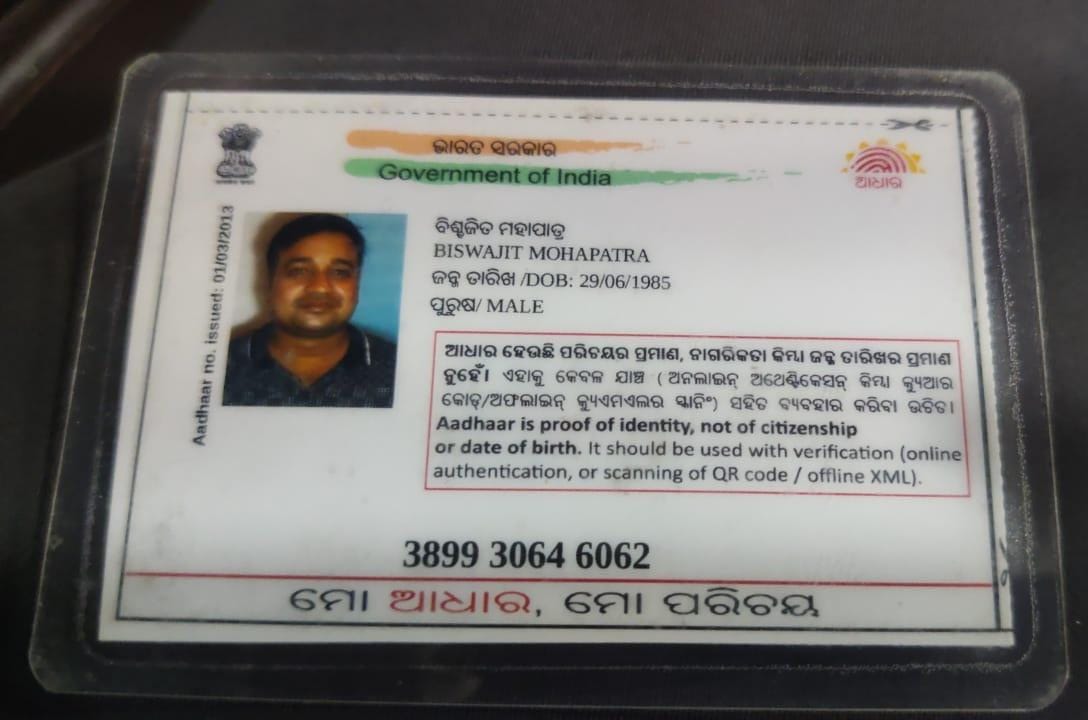 ଭାରତ ସରକାର
Government of India
ଆଧାର
Aadhaar no. issued: 01/03/2013
ବିଶ୍ୱଜିତ ମହାପାତ୍ର
BISWAJIT MOHAPATRA
ଜନ୍ମ ତାରିଖ /DOB: 29/06/1985
ପୁରୁଷ/ MALE
ଆଧାର ହେଉଛି ପରିଚୟର ପ୍ରମାଣ, ନାଗରିକତା କିମ୍ବା ଜନ୍ମ ତାରିଖର ପ୍ରମାଣ
ନୁହେଁ। ଏହାକୁ କେବଳ ଯାଞ୍ଚ ( ଅନଲାଇନ୍ ଅଥେଣ୍ଟିକେସନ୍ କିମ୍ବା କ୍ୟୁଆର
କୋଡ୍/ଅଫଲାଇନ୍ କ୍ୟୁଏମଏଲର ସ୍କାନିଂ) ସହିତ ବ୍ୟବହାର କରିବା ଉଚିତ।
Aadhaar is proof of identity, not of citizenship
or date of birth. It should be used with verification (online
authentication, or scanning of QR code / offline XML).
3899 3064 6062
ମୋ ଆଧାର, ମୋ ପରିଚୟ